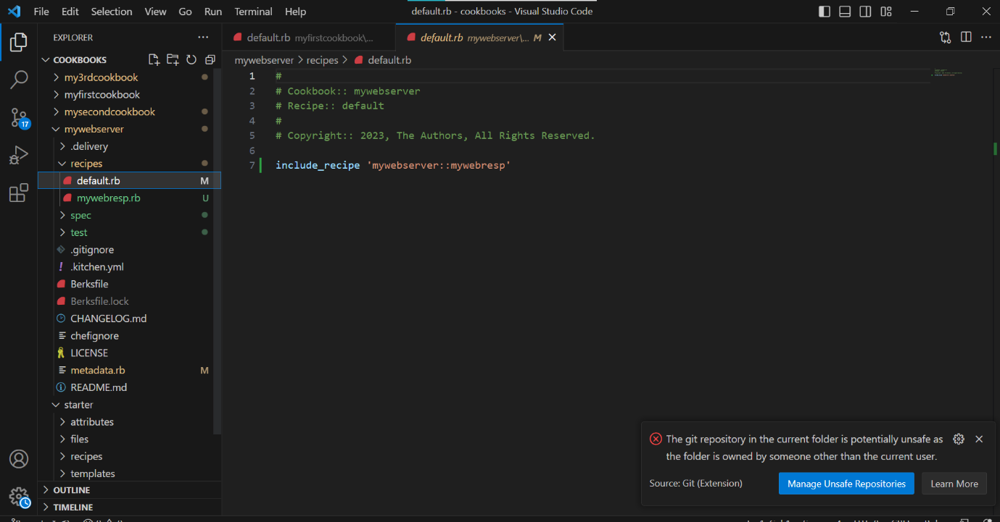 File Edit Selection View Go Run Terminal Help
default.rb - cookbooks - Visual Studio Code
EXPLORER
COOKBOOKS
my3rdcookbook
myfirstcookbook
mysecondcookbook
mywebserver
.delivery
recipes
default.rb M
mywebresp.rb U
spec
test
.gitignore
! .kitchen.yml
Berksfile
Berksfile.lock
CHANGELOG.md
chefignore
LICENSE
metadata.rb M
README.md
starter
attributes
files
recipes
templates
OUTLINE
TIMELINE
17
default.rb myfirstcookbook\...
default.rb mywebserver\... M
mywebserver > recipes > default.rb
1 #
2 # Cookbook:: mywebserver
3 # Recipe:: default
4 #
5 # Copyright:: 2023, The Authors, All Rights Reserved.
6
7 include_recipe 'mywebserver::mywebresp'
The git repository in the current folder is potentially unsafe as
the folder is owned by someone other than the current user.
Source: Git (Extension)
Manage Unsafe Repositories
Learn More